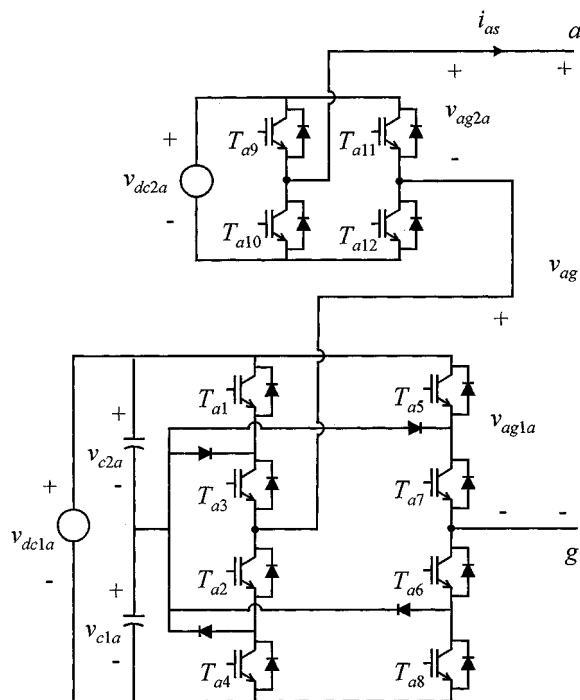 i_as
a
+
+
+
T_a9
T_a11
v_ag2a
-
v_dc2a
-
T_a10
T_a12
v_ag
+
T_a1
T_a5
+
v_c2a
v_ag1a
-
+
T_a3
T_a7
v_dc1a
-
-
-
g
+
T_a2
T_a6
v_c1a
-
T_a4
T_a8